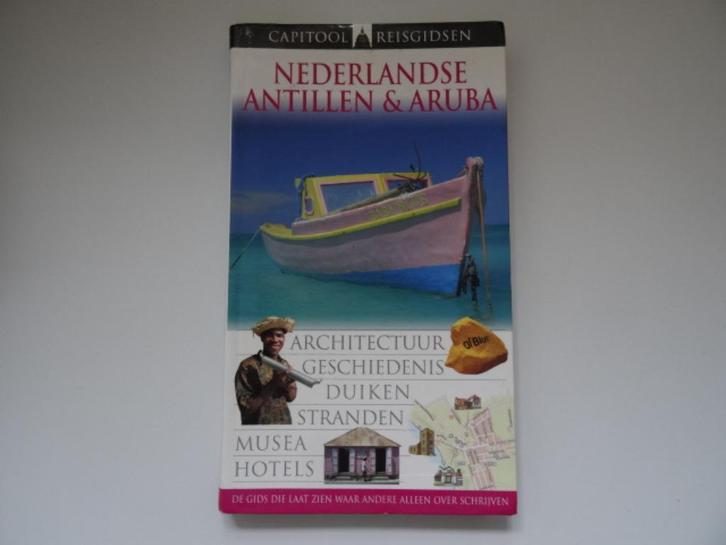 CAPITOOL REISGIDSEN
NEDERLANDSE
ANTILLEN & ARUBA
ARCHITECTUUR
GESCHIEDENIS
DUIKEN
STRANDEN
MUSEA
HOTELS
DE GIDS DIE LAAT ZIEN WAAR ANDERE ALLEEN OVER SCHRIJVEN